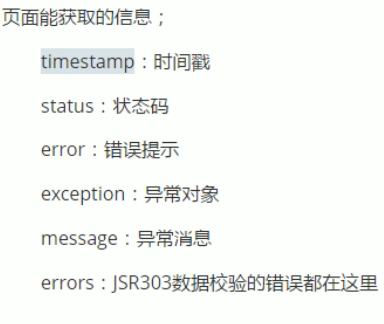 页面能获取的信息；
timestamp：时间戳
status：状态码
error：错误提示
exception：异常对象
message：异常消息
errors：JSR303数据校验的错误都在这里